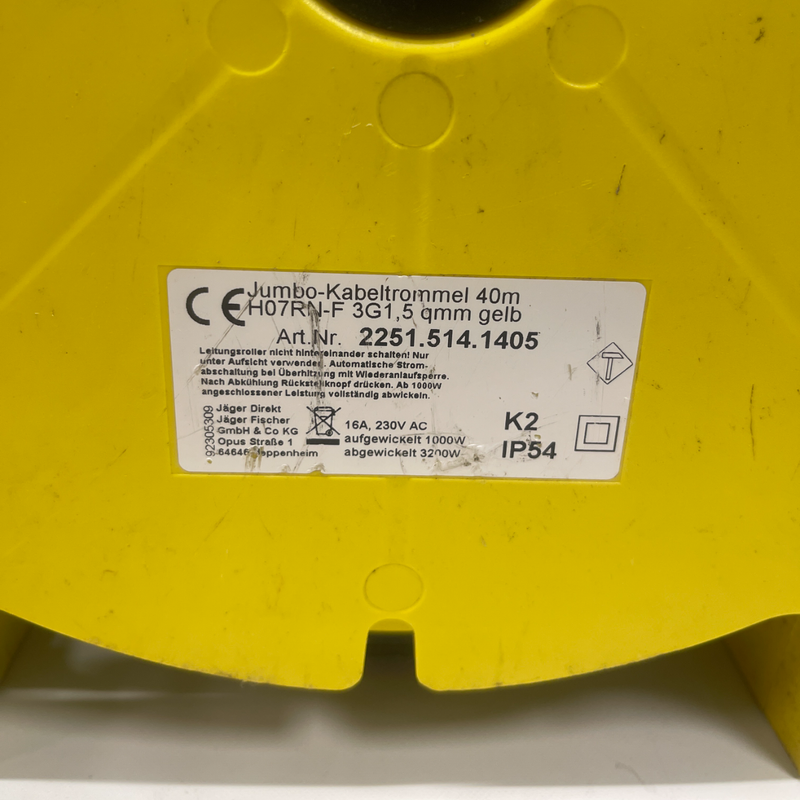 CE Jumbo-Kabeltrommel 40m
H07RN-F 3G1,5 qmm gelb
Art.Nr. 2251.514.1405
Leitungsroller nicht hintereinander schalten! Nur
unter Aufsicht verwenden. Automatische Strom-
abschaltung bei Überhitzung mit Wiederanlaufsperre.
Nach Abkühlung Rückstellknopf drücken. Ab 1000W
angeschlossener Leistung vollständig abwickeln.
92305309
Jäger Direkt
Jäger Fischer
GmbH & Co KG
Opus Straße 1
64646 Heppenheim
16A, 230V AC
aufgewickelt 1000W
abgewickelt 3200W
K2
IP54